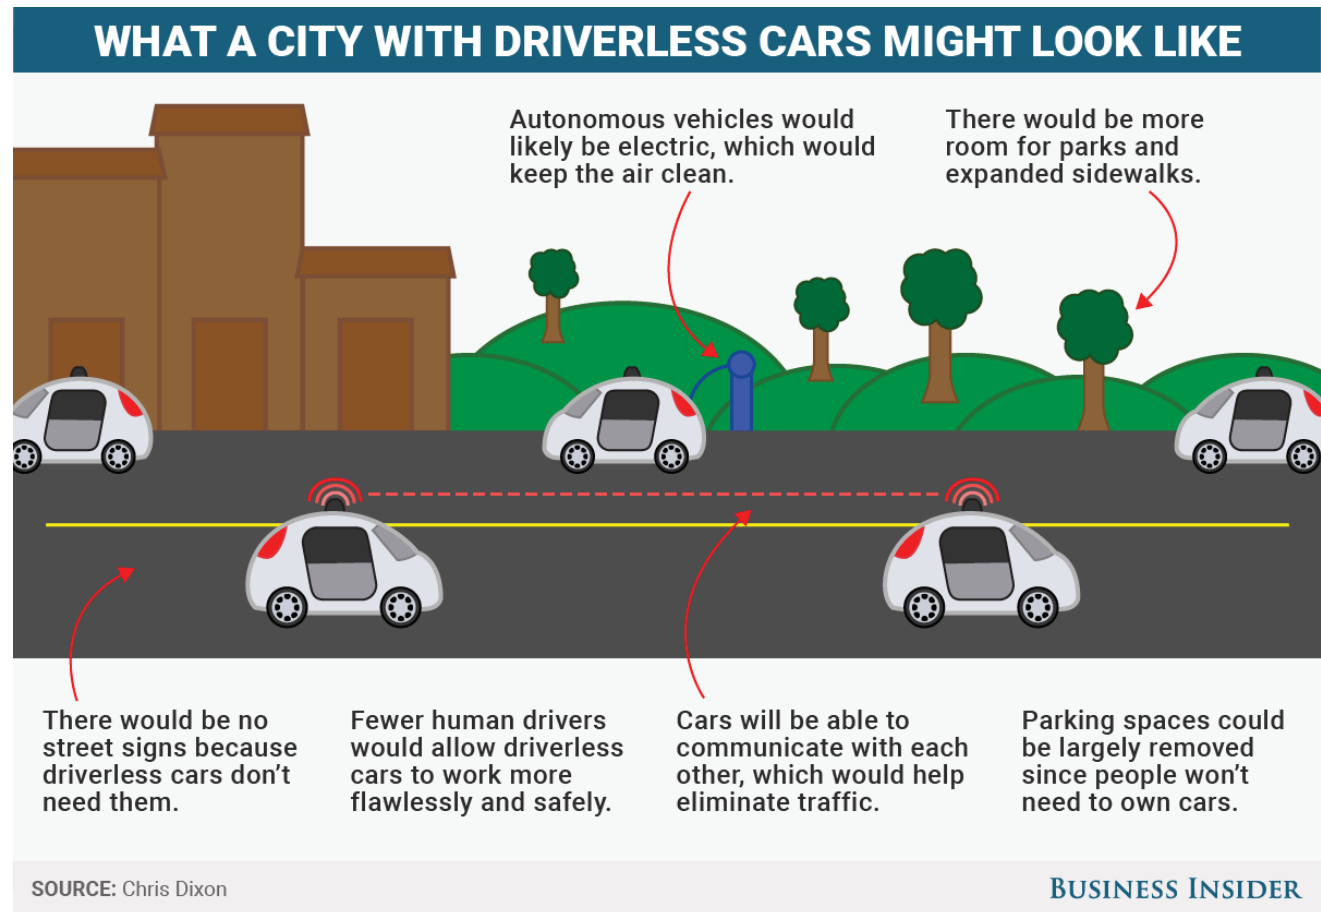 WHAT A CITY WITH DRIVERLESS CARS MIGHT LOOK LIKE
Autonomous vehicles would
likely be electric, which would
keep the air clean.
There would be more
room for parks and
expanded sidewalks.
There would be no
street signs because
driverless cars don’t
need them.
Fewer human drivers
would allow driverless
cars to work more
flawlessly and safely.
Cars will be able to
communicate with each
other, which would help
eliminate traffic.
Parking spaces could
be largely removed
since people won’t
need to own cars.
SOURCE: Chris Dixon
BUSINESS INSIDER